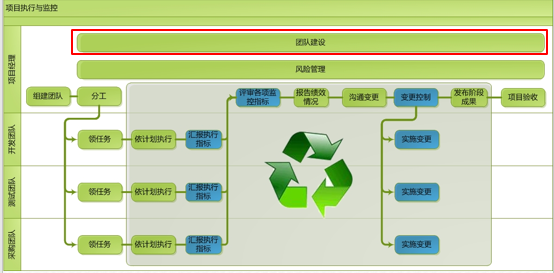 项目执行与监控
团队建设
风险管理
项目经理
组建团队
分工
评审各项监
控指标
报告绩效
情况
沟通变更
变更控制
发布阶段
成果
项目验收
开发团队
领任务
依计划执行
汇报执行
指标
实施变更
测试团队
领任务
依计划执行
汇报执行
指标
实施变更
采购团队
领任务
依计划执行
汇报执行
指标
实施变更